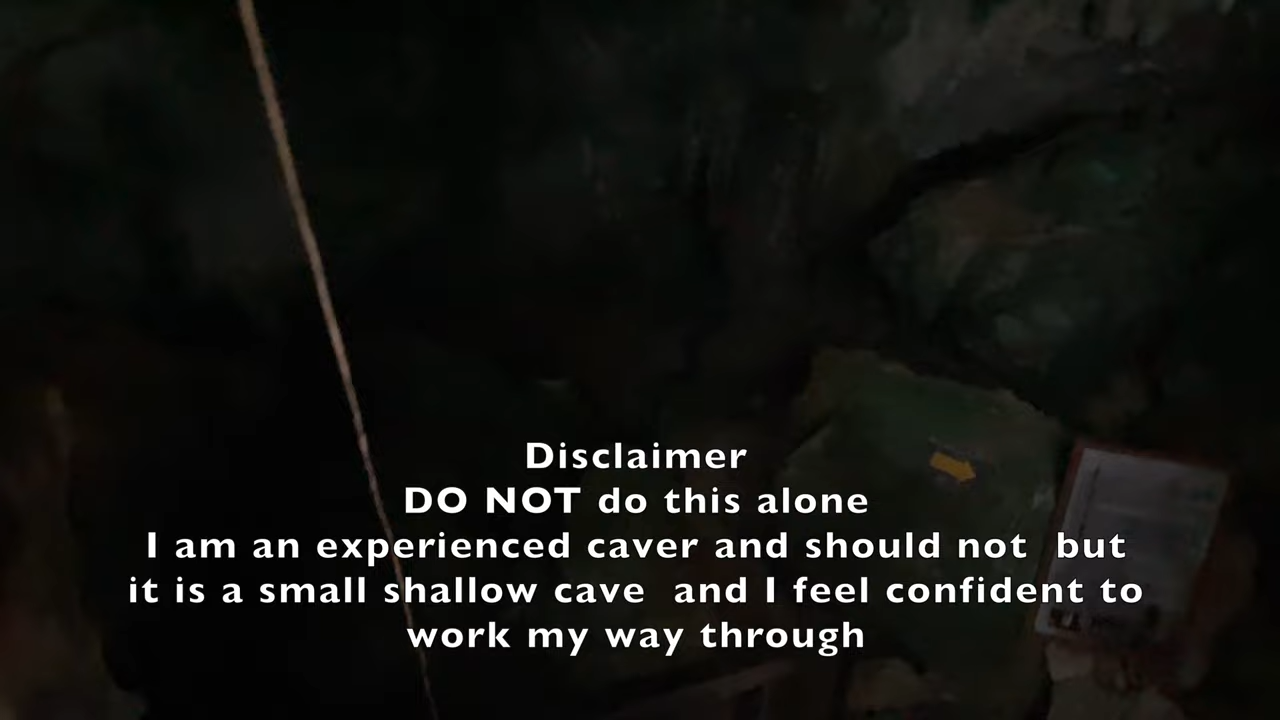 Disclaimer
DO NOT do this alone
I am an experienced caver and should not  but
it is a small shallow cave  and I feel confident to
work my way through